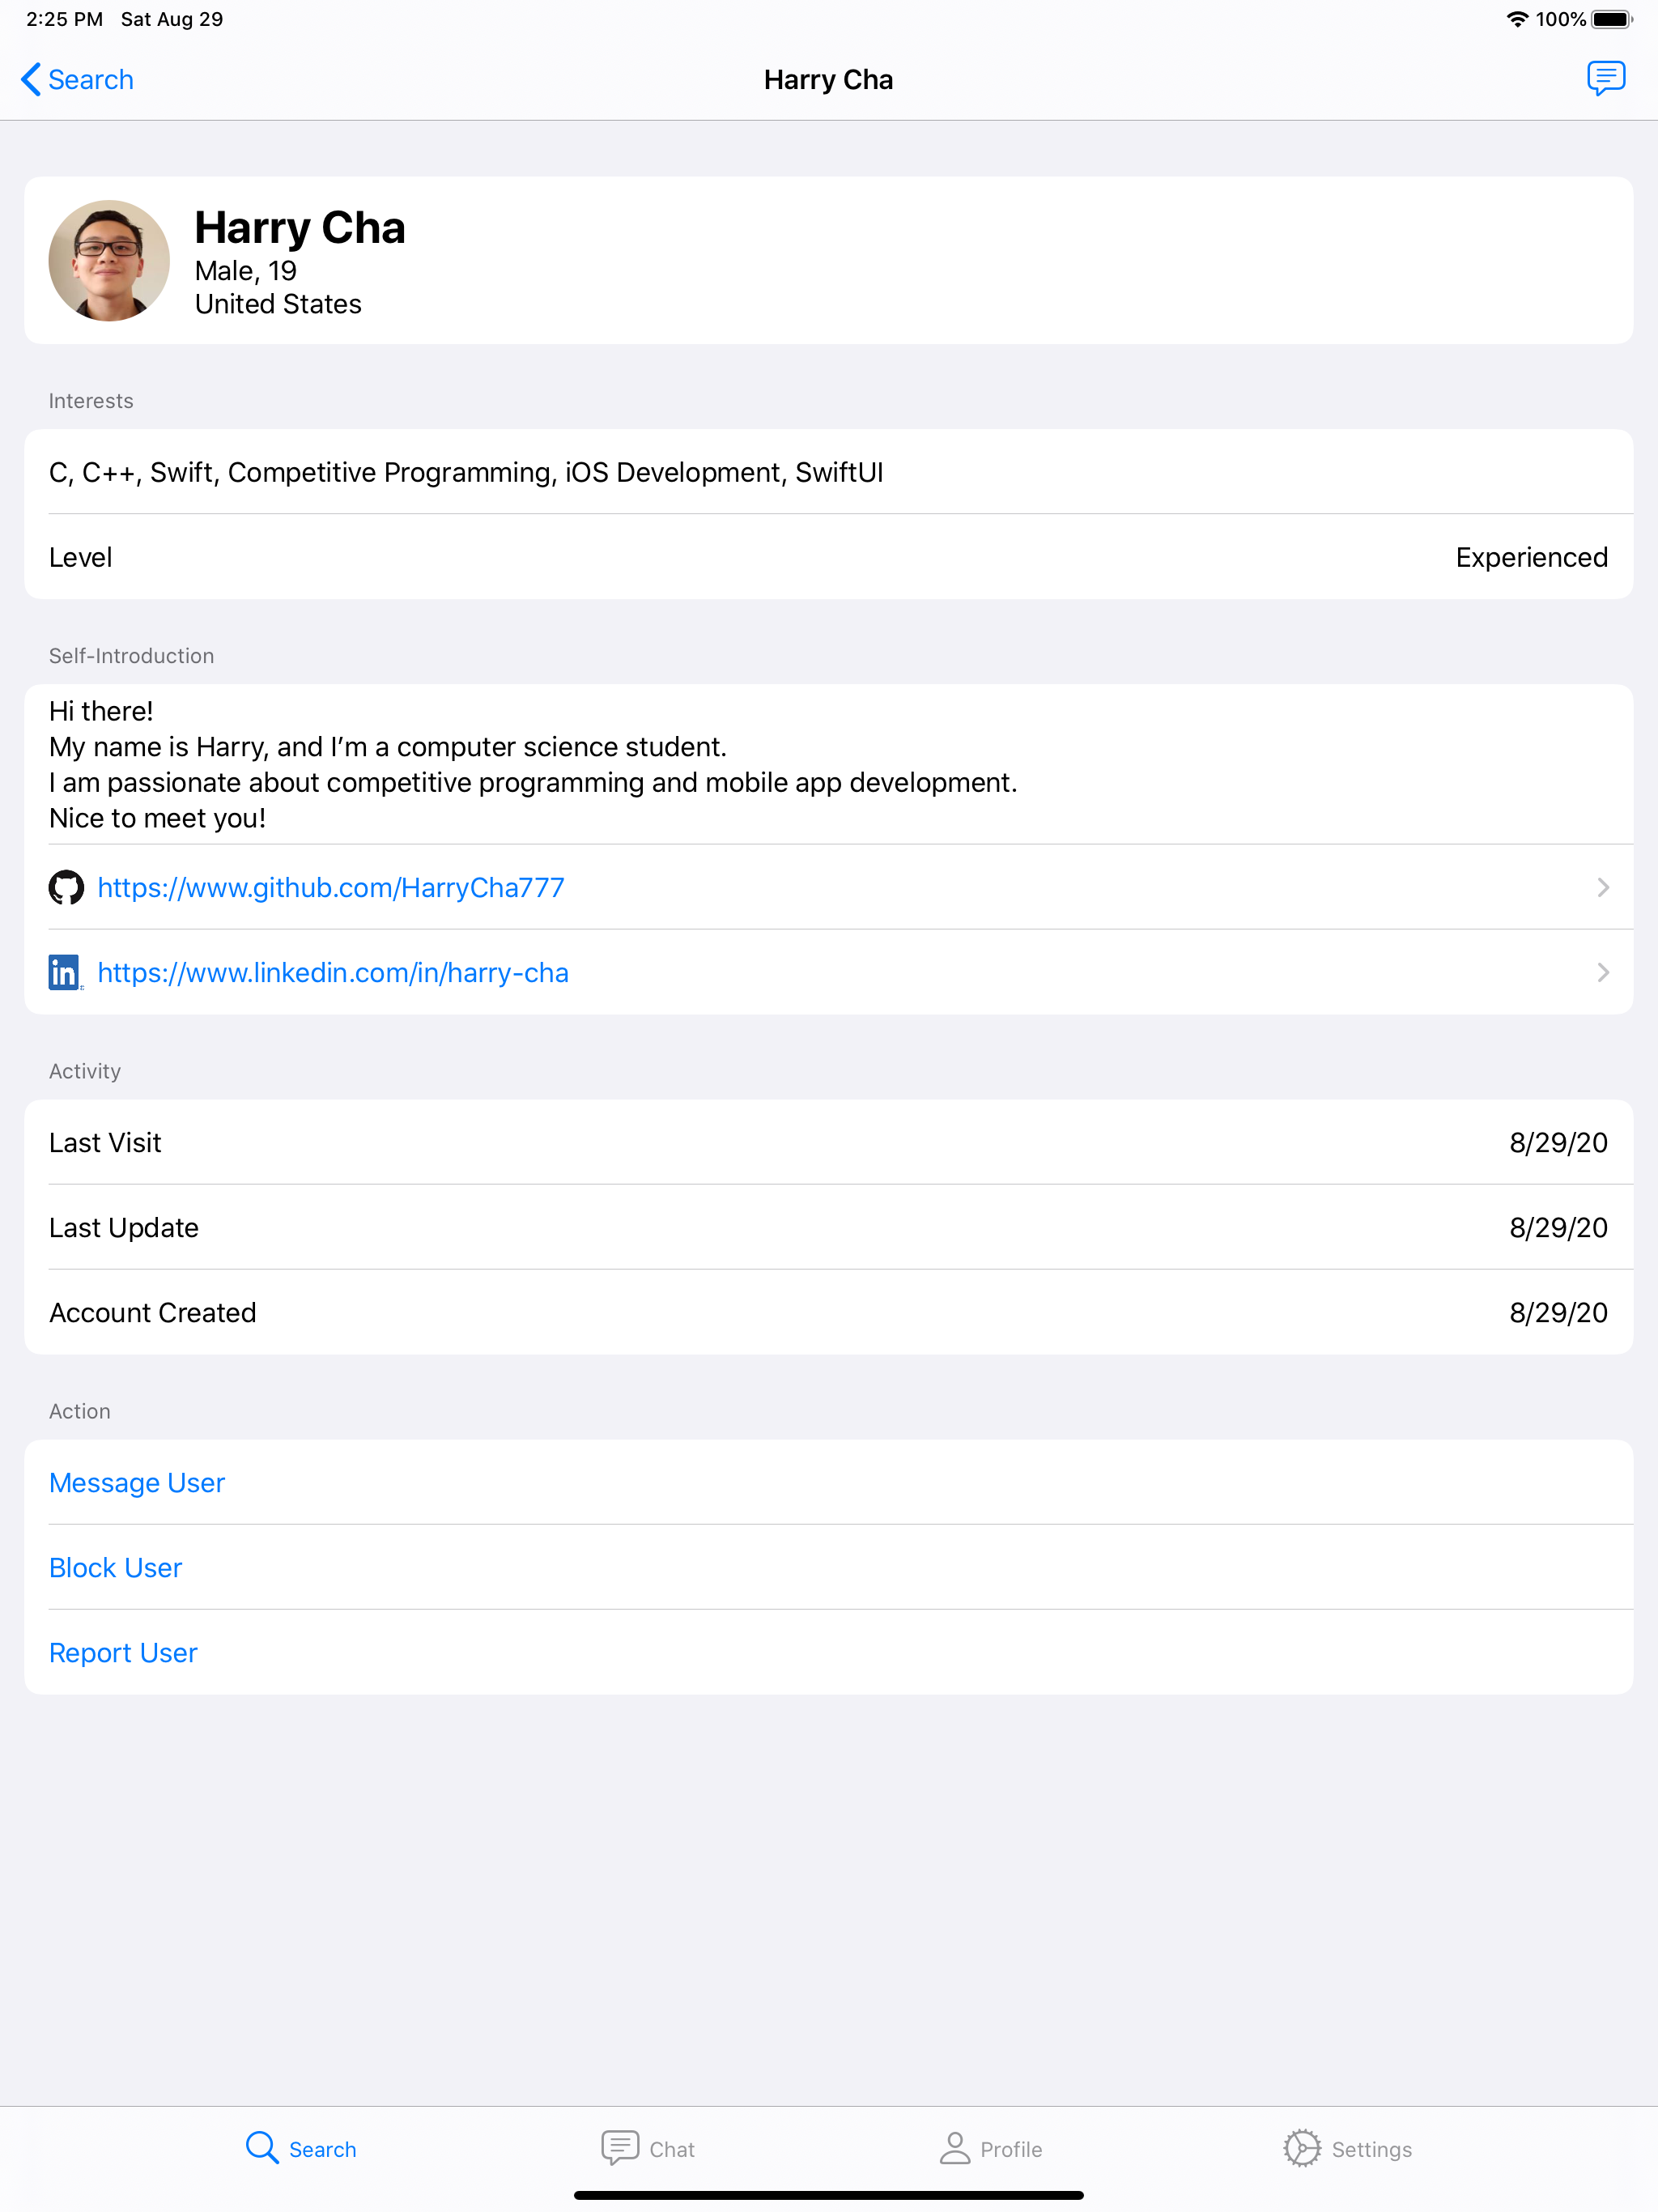 2:25 PM Sat Aug 29 100%
Search Harry Cha
Harry Cha
Male, 19
United States
Interests
C, C++, Swift, Competitive Programming, iOS Development, SwiftUI
Level Experienced
Self-Introduction
Hi there!
My name is Harry, and I’m a computer science student.
I am passionate about competitive programming and mobile app development.
Nice to meet you!
https://www.github.com/HarryCha777
in https://www.linkedin.com/in/harry-cha
Activity
Last Visit 8/29/20
Last Update 8/29/20
Account Created 8/29/20
Action
Message User
Block User
Report User
Search Chat Profile Settings